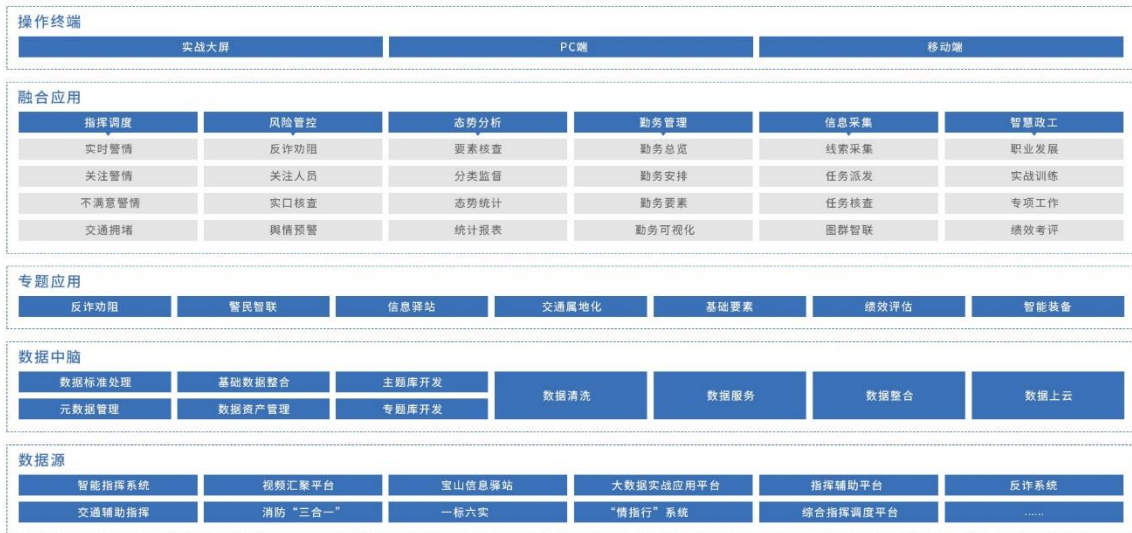 操作终端
实战大屏 PC端 移动端
融合应用
指挥调度 风险管控 态势分析 勤务管理 信息采集 智慧政工
实时警情 反诈劝阻 要素核查 勤务总览 线索采集 职业发展
关注警情 关注人员 分类监督 勤务安排 任务派发 实战训练
不满意警情 实口核查 态势统计 勤务要素 任务核查 专项工作
交通拥堵 舆情预警 统计报表 勤务可视化 图群智联 绩效考评
专题应用
反诈劝阻 警民智联 信息驿站 交通属地化 基础要素 绩效评估 智能装备
数据中脑
数据标准处理 基础数据整合 主题库开发
数据清洗 数据服务 数据整合 数据上云
元数据管理 数据资产管理 专题库开发
数据源
智能指挥系统 视频汇聚平台 宝山信息驿站 大数据实战应用平台 指挥辅助平台 反诈系统
交通辅助指挥 消防“三合一” 一标六实 “情指行”系统 综合指挥调度平台 ......